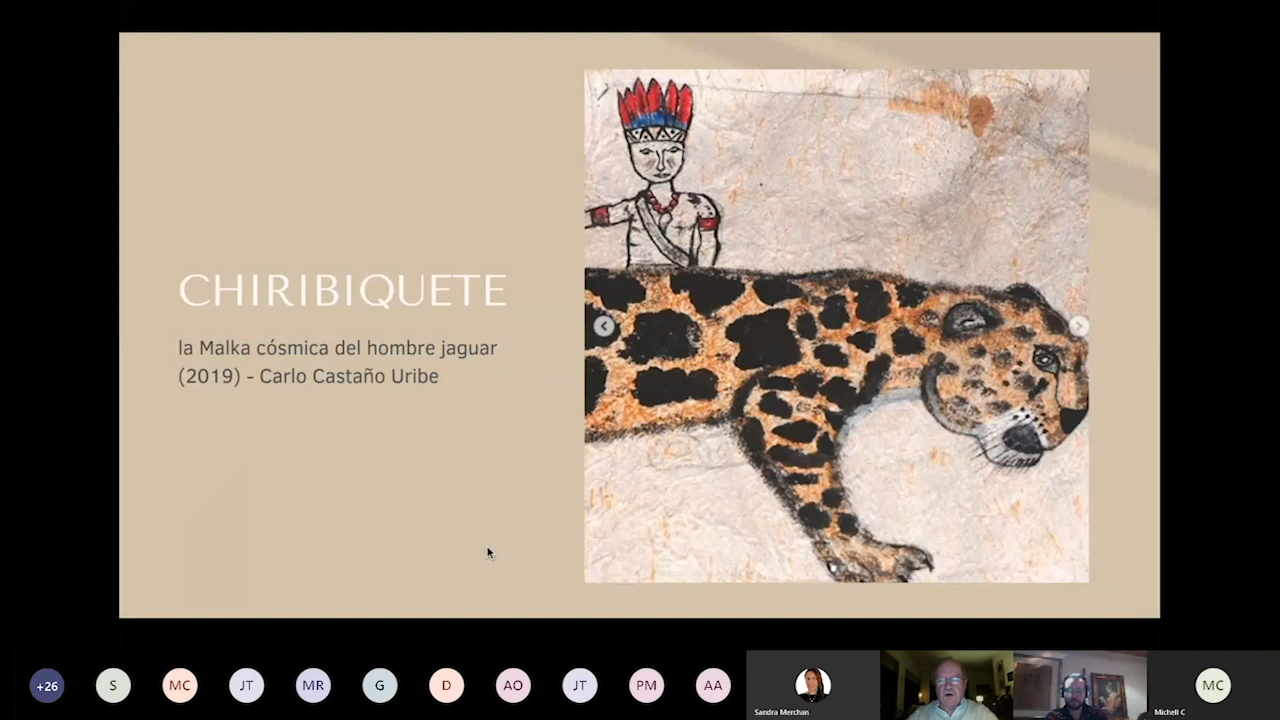 CHIRIBIQUETE
la Malka cósmica del hombre jaguar
(2019) - Carlo Castaño Uribe
+26
S
MC
JT
MR
G
D
AO
JT
PM
AA
Sandra Merchan
MC
Michell C